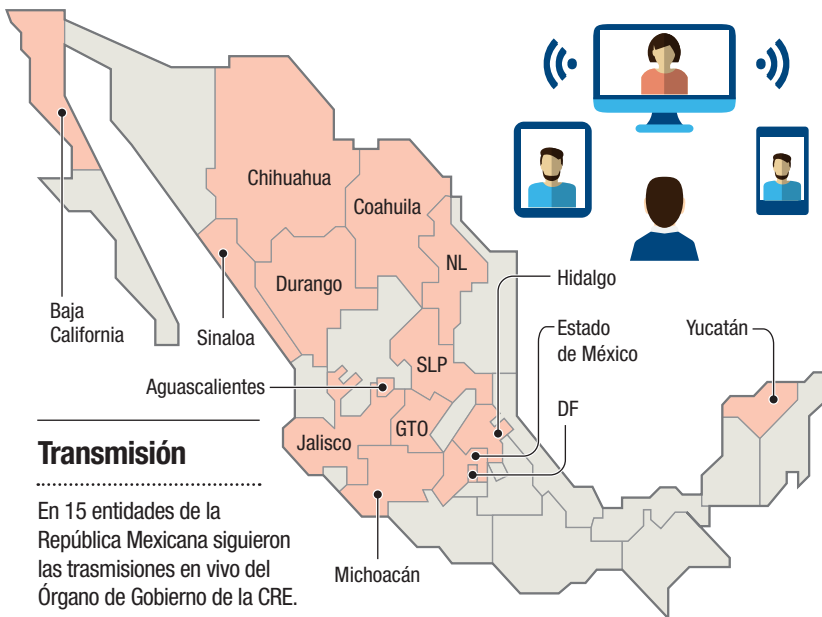 Chihuahua
Coahuila
NL
Durango
Hidalgo
Baja
California
Sinaloa
Estado
de México
Yucatán
SLP
Aguascalientes
DF
GTO
Jalisco
Transmisión
En 15 entidades de la
República Mexicana siguieron
las trasmisiones en vivo del
Órgano de Gobierno de la CRE.
Michoacán